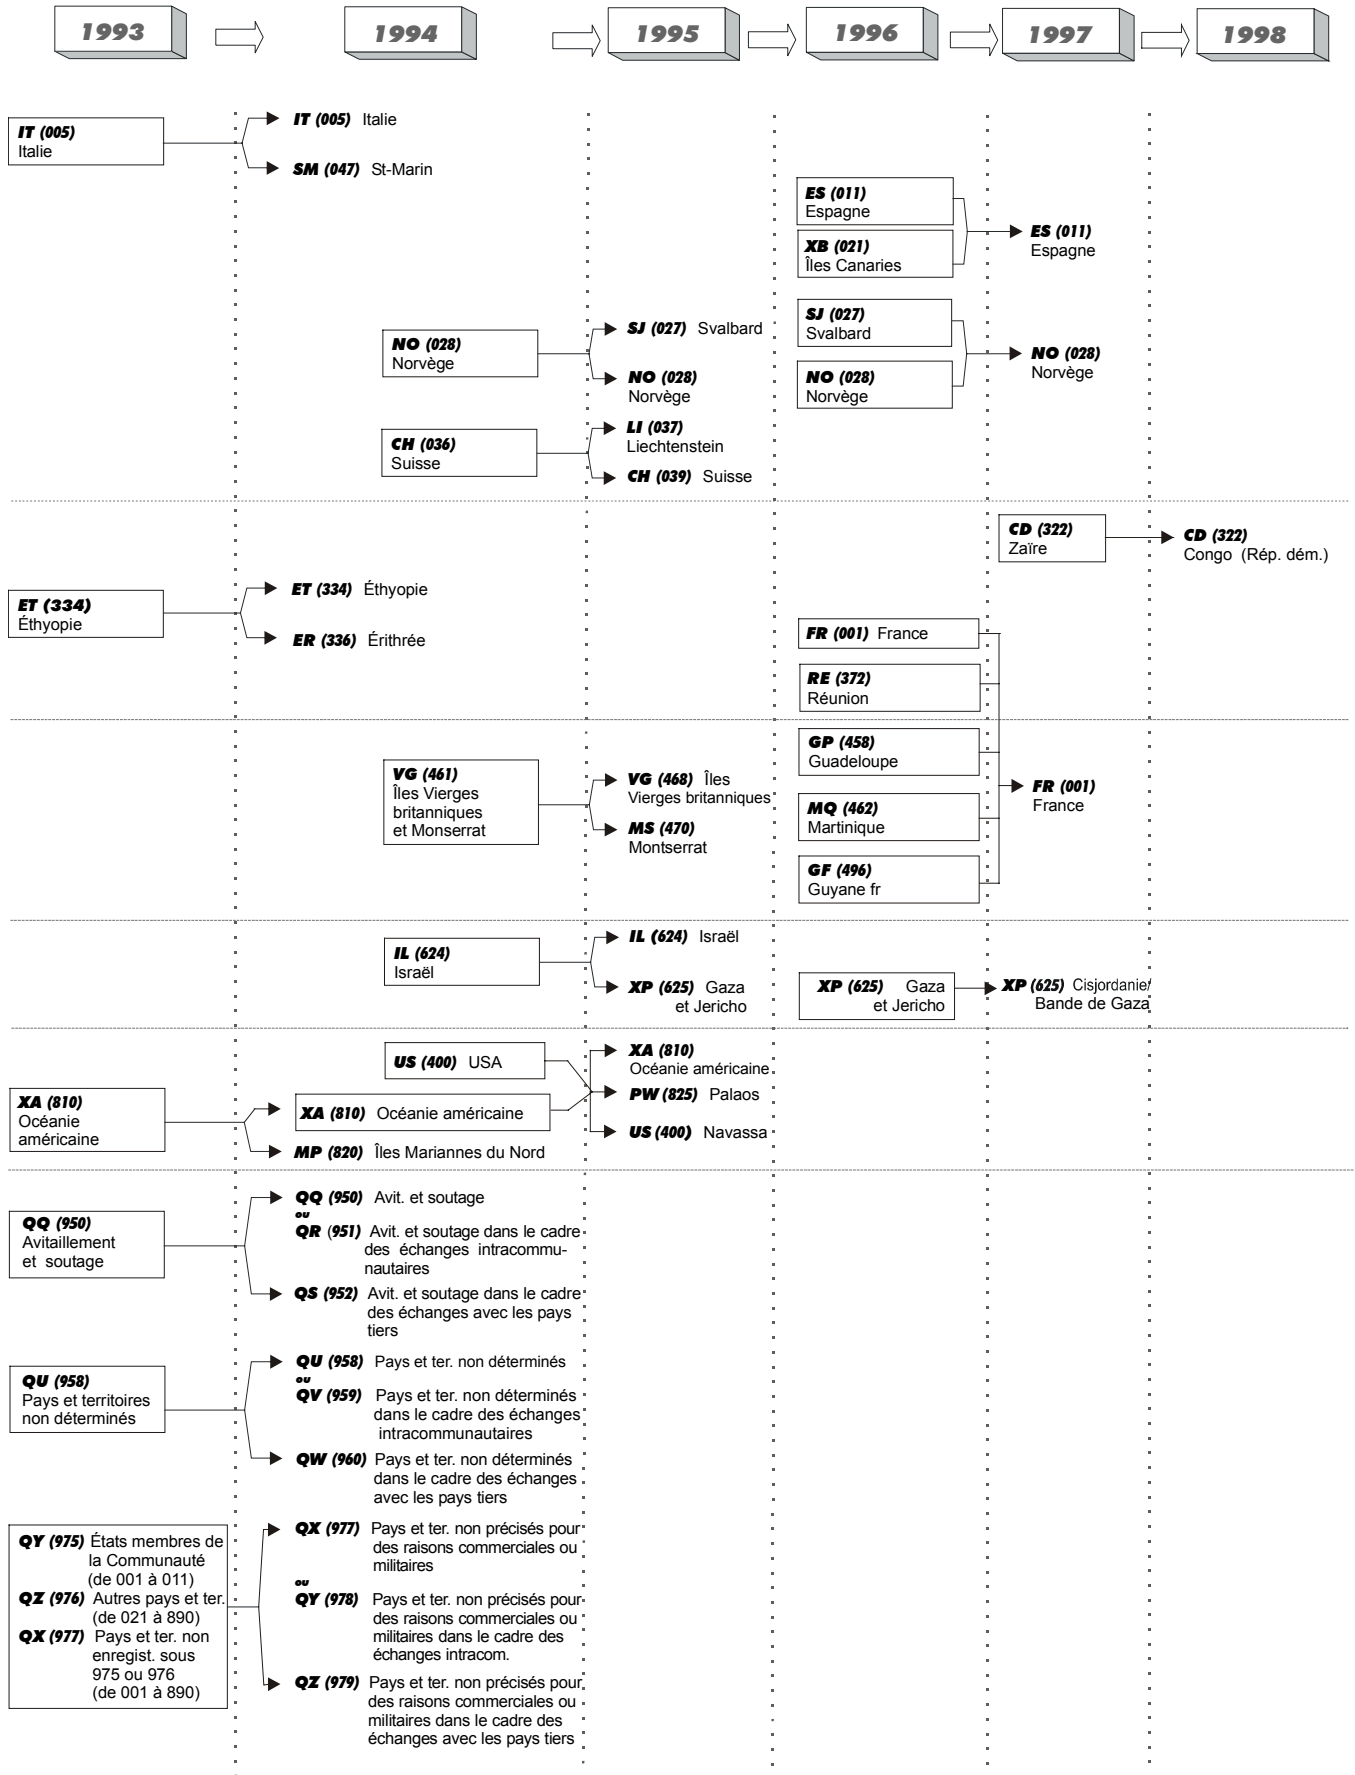 1993
1994
1995
1996
1997
1998
IT (005)
Italie
IT (005) Italie
SM (047) St-Marin
ES (011)
Espagne
XB (021)
Îles Canaries
ES (011)
Espagne
NO (028)
Norvège
SJ (027) Svalbard
NO (028)
Norvège
SJ (027)
Svalbard
NO (028)
Norvège
NO (028)
Norvège
CH (036)
Suisse
LI (037)
Liechtenstein
CH (039) Suisse
CD (322)
Zaïre
CD (322)
Congo (Rép. dém.)
ET (334)
Éthyopie
ET (334) Éthyopie
ER (336) Érithrée
FR (001) France
RE (372)
Réunion
GP (458)
Guadeloupe
MQ (462)
Martinique
GF (496)
Guyane fr
FR (001)
France
VG (461)
Îles Vierges
britanniques
et Monserrat
VG (468) Îles
Vierges britanniques
MS (470)
Montserrat
IL (624)
Israël
IL (624) Israël
XP (625) Gaza
et Jericho
XP (625) Gaza
et Jericho
XP (625) Cisjordanie/
Bande de Gaza
US (400) USA
XA (810)
Océanie
américaine
XA (810) Océanie américaine
MP (820) Îles Mariannes du Nord
XA (810)
Océanie américaine
PW (825) Palaos
US (400) Navassa
QQ (950)
Avitaillement
et soutage
QQ (950) Avit. et soutage
ou
QR (951) Avit. et soutage dans le cadre
des échanges intracommu-
nautaires
QS (952) Avit. et soutage dans le cadre
des échanges avec les pays
tiers
QU (958)
Pays et territoires
non déterminés
QU (958) Pays et ter. non déterminés
ou
QV (959) Pays et ter. non déterminés
dans le cadre des échanges
intracommunautaires
QW (960) Pays et ter. non déterminés
dans le cadre des échanges
avec les pays tiers
QY (975) États membres de
la Communauté
(de 001 à 011)
QZ (976) Autres pays et ter.
(de 021 à 890)
QX (977) Pays et ter. non
enregist. sous
975 ou 976
(de 001 à 890)
QX (977) Pays et ter. non précisés pour
des raisons commerciales ou
militaires
ou
QY (978) Pays et ter. non précisés pour
des raisons commerciales ou
militaires dans le cadre des
échanges intracom.
QZ (979) Pays et ter. non précisés pour
des raisons commerciales ou
militaires dans le cadre des
échanges avec les pays tiers